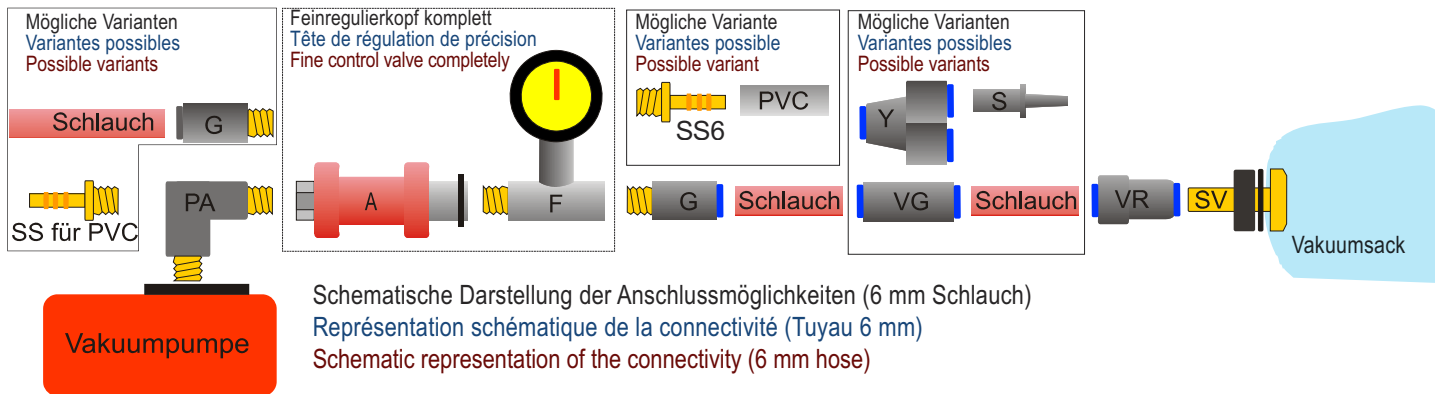 Mögliche Varianten
Variantes possibles
Possible variants
Schlauch
G
SS für PVC
PA
Vakuumpumpe
Feinregulierkopf komplett
Tête de régulation de précision
Fine control valve completely
A
F
Mögliche Variante
Variantes possible
Possible variant
SS6
PVC
G
Schlauch
Mögliche Varianten
Variantes possibles
Possible variants
Y
S
VG
Schlauch
VR
SV
Vakuumsack
Schematische Darstellung der Anschlussmöglichkeiten (6 mm Schlauch)
Représentation schématique de la connectivité (Tuyau 6 mm)
Schematic representation of the connectivity (6 mm hose)